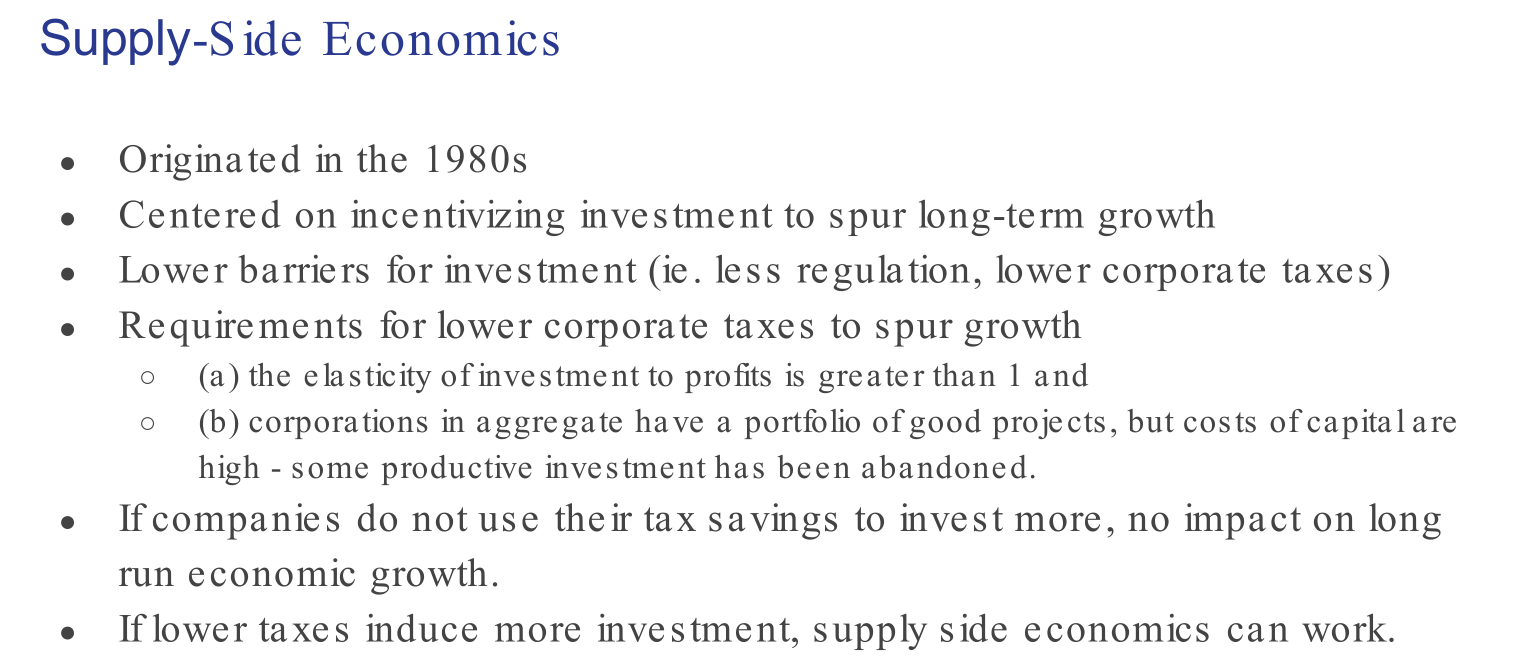 Supply-Side Economics
● Originated in the 1980s
● Centered on incentivizing investment to spur long-term growth
● Lower barriers for investment (ie. less regulation, lower corporate taxes)
● Requirements for lower corporate taxes to spur growth
○ (a) the elasticity of investment to profits is greater than 1 and
○ (b) corporations in aggregate have a portfolio of good projects, but costs of capital are
high - some productive investment has been abandoned.
● If companies do not use their tax savings to invest more, no impact on long
run economic growth.
● If lower taxes induce more investment, supply side economics can work.